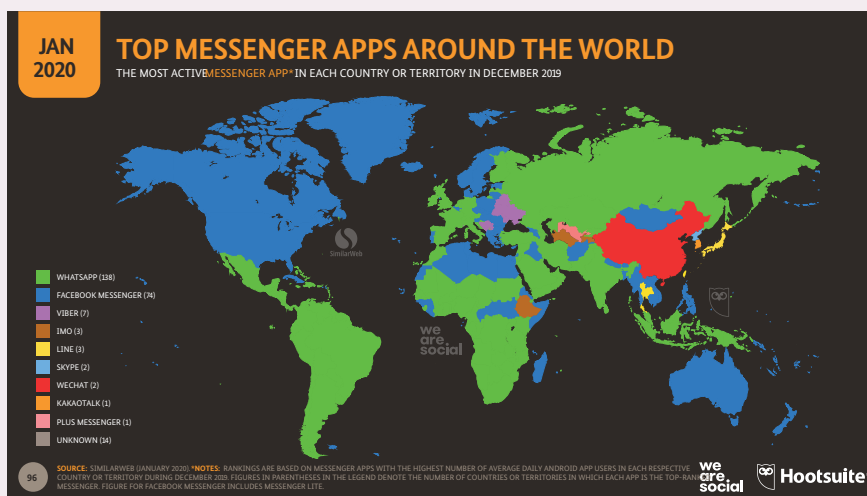 JAN
2020
TOP MESSENGER APPS AROUND THE WORLD
THE MOST ACTIVE MESSENGER APP* IN EACH COUNTRY OR TERRITORY IN DECEMBER 2019
SimilarWeb
WHATSAPP (138)
FACEBOOK MESSENGER (74)
VIBER (7)
IMO (3)
LINE (3)
SKYPE (2)
WECHAT (2)
KAKAOTALK (1)
PLUS MESSENGER (1)
UNKNOWN (14)
we
are
social
96
SOURCE: SIMILARWEB (JANUARY 2020). *NOTES: RANKINGS ARE BASED ON MESSENGER APPS WITH THE HIGHEST NUMBER OF AVERAGE DAILY ANDROID APP USERS IN EACH RESPECTIVE
COUNTRY OR TERRITORY DURING DECEMBER 2019. FIGURES IN PARENTHESES IN THE LEGEND DENOTE THE NUMBER OF COUNTRIES OR TERRITORIES IN WHICH EACH APP IS THE TOP-RANK
MESSENGER. FIGURE FOR FACEBOOK MESSENGER INCLUDES MESSENGER LITE.
we
are
social
Hootsuite